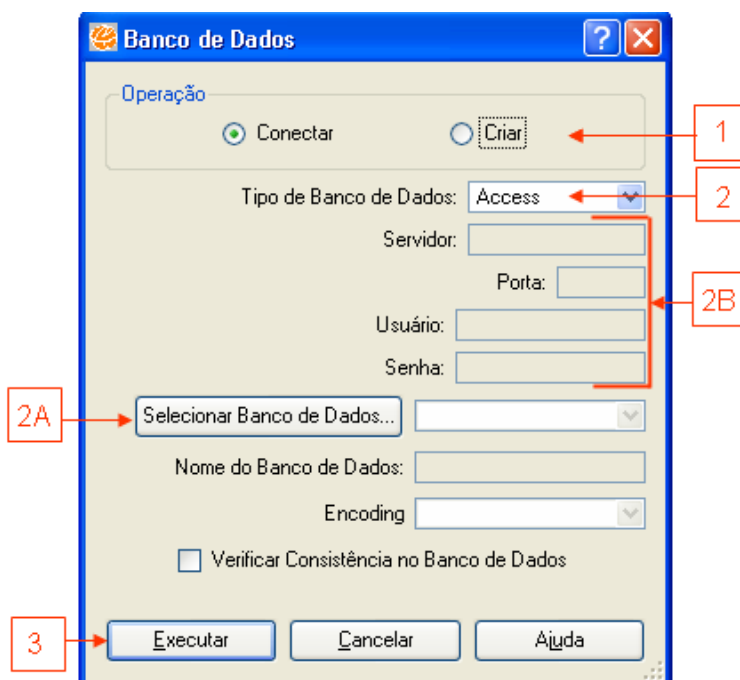 Banco de Dados
Operação
Conectar Criar 1
Tipo de Banco de Dados: Access 2
Servidor:
Porta:
2B
Usuário:
Senha:
2A Selecionar Banco de Dados...
Nome do Banco de Dados:
Encoding
Verificar Consistência no Banco de Dados
3 Executar Cancelar Ajuda